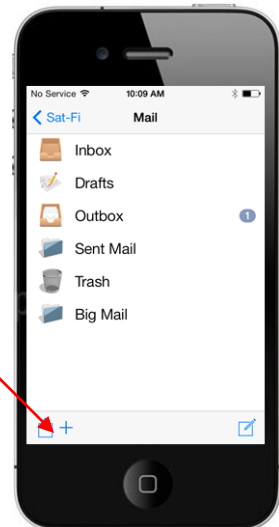 No Service 10:09 AM
Sat-Fi Mail
Inbox
Drafts
Outbox 1
Sent Mail
Trash
Big Mail